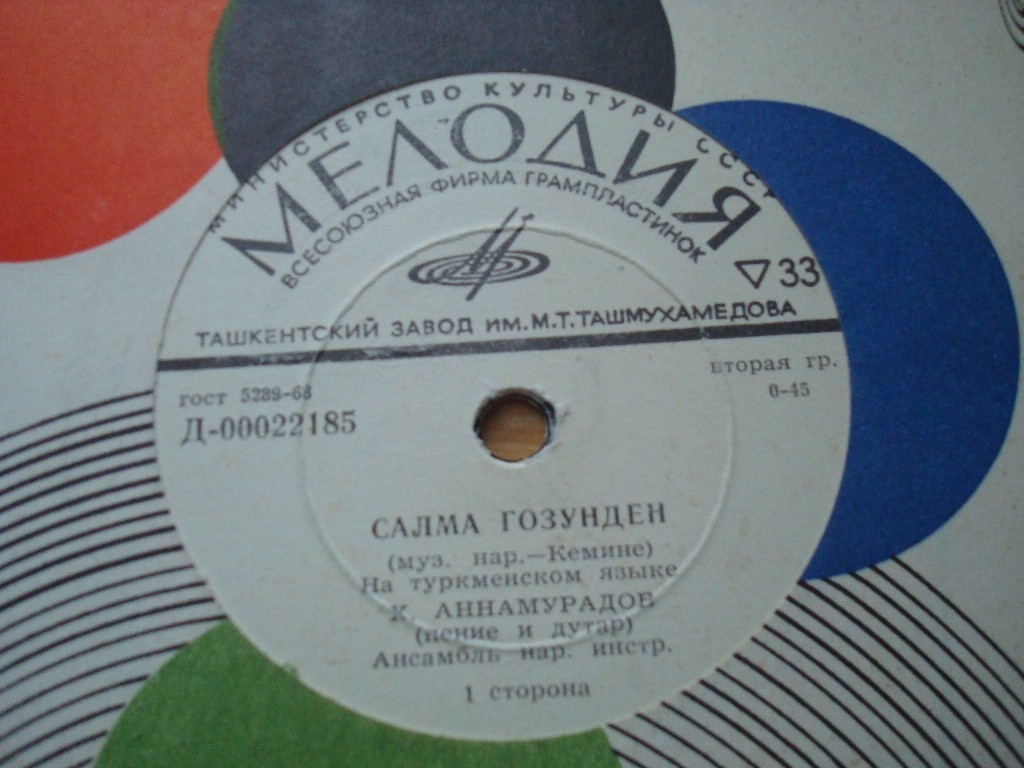 МИНИСТЕРСТВО КУЛЬТУРЫ СССР
МЕЛОДИЯ
ВСЕСОЮЗНАЯ ФИРМА ГРАМПЛАСТИНОК
33
ТАШКЕНТСКИЙ ЗАВОД ИМ.М.Т.ТАШМУХАМЕДОВА
гост 5289-68
вторая гр.
Д-00022185
0-45
САЛМА ГОЗУНДЕН
(муз. нар.—Кемине)
На туркменском языке
К. АННАМУРАДОВ
(пение и дутар)
Ансамбль нар. инстр.
1 сторона